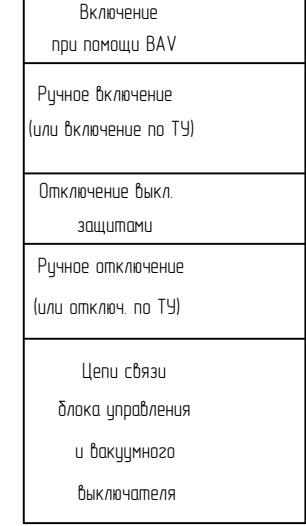 Включение
при помощи BAV
Ручное включение
(или включение по ТУ)
Отключение выкл.
защитами
Ручное отключение
(или отключ. по ТУ)
Цепи связи
блока управления
и вакуумного
выключателя